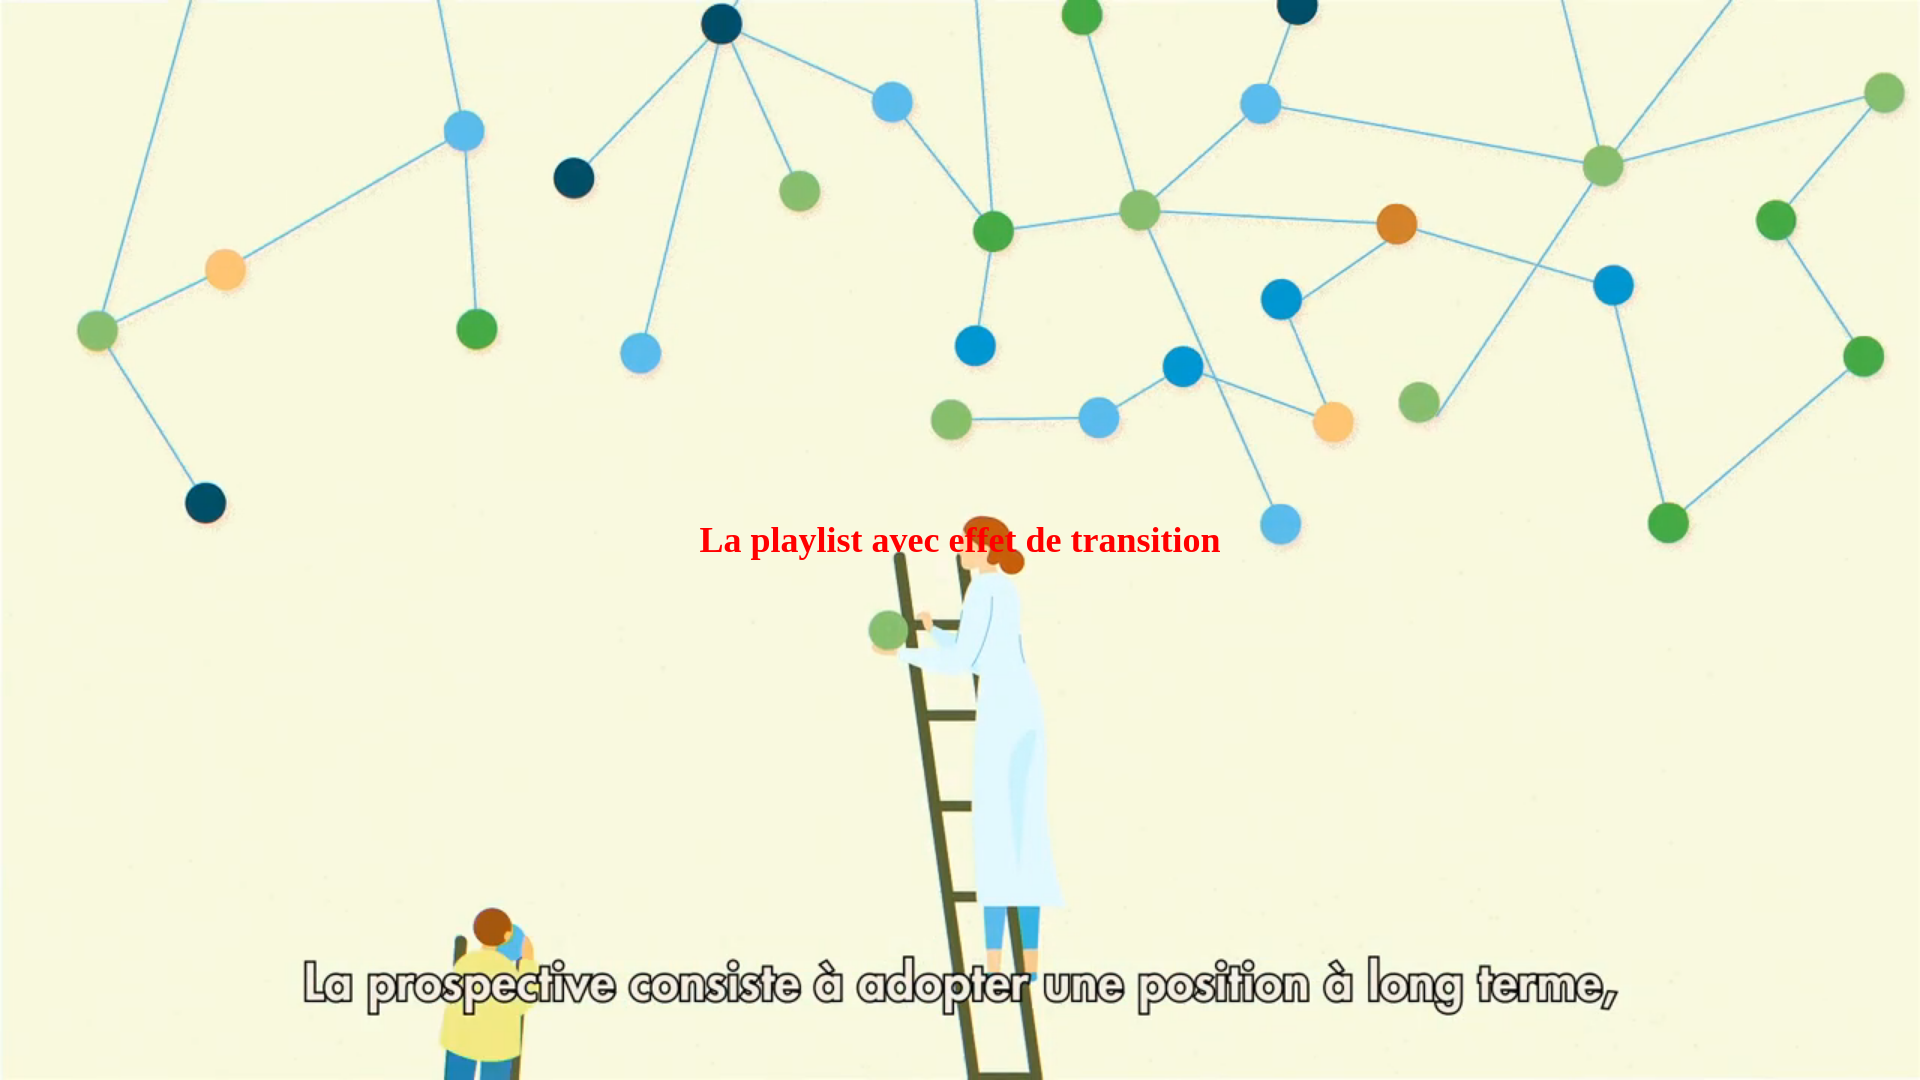 La playlist avec effet de transition
La prospective consiste à adopter une position à long terme,